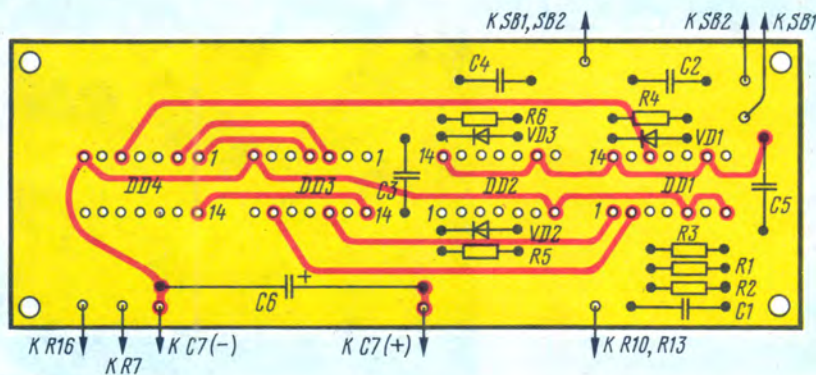 К SB1, SB2
К SB2
К SB1
C4
C2
R6
R4
VD3
VD1
1
1
14
14
DD4
DD3
C3
DD2
DD1
14
14
1
1
C5
VD2
R3
R5
R1
R2
C6
+
C1
К R16
К R7
К C7(-)
К C7(+)
К R10, R13